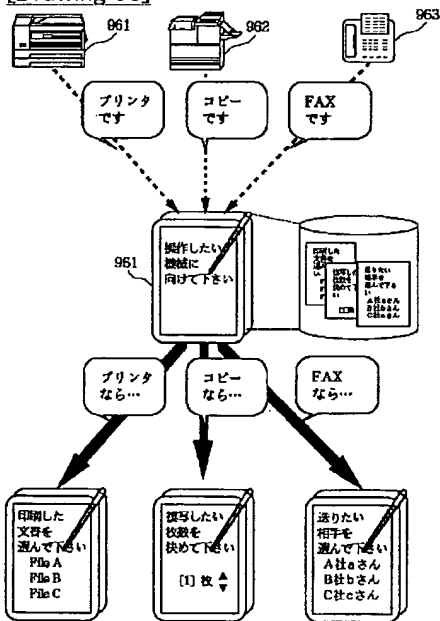 961
962
963
プリンタ
です
コピー
です
FAX
です
961
操作したい
機械に
向けて下さい
プリンタ
なら…
コピー
なら…
FAX
なら…
印刷した
文書を
選んで下さい
File A
File B
File C
複写したい
枚数を
決めて下さい
[1] 枚
送りたい
相手を
選んで下さい
A社aさん
B社bさん
C社cさん